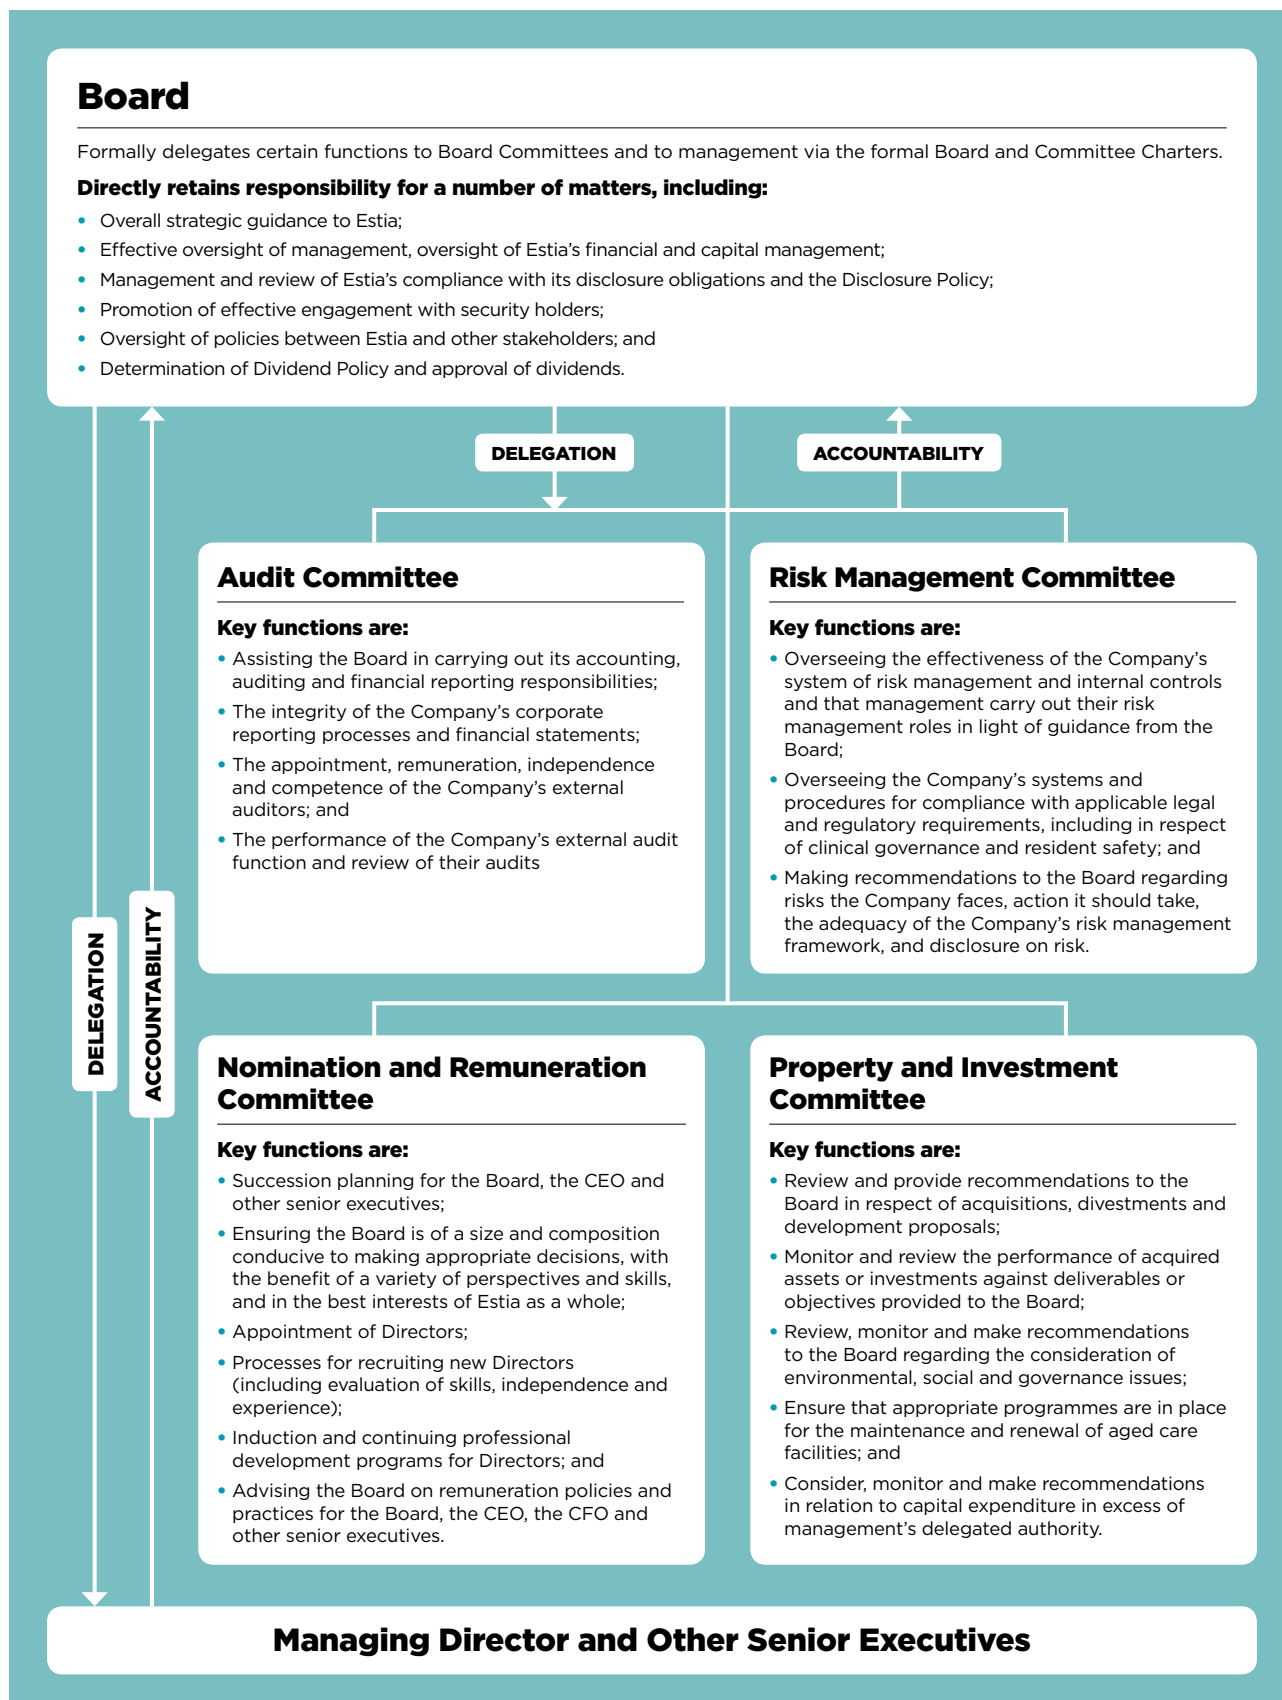 Board
Formally delegates certain functions to Board Committees and to management via the formal Board and Committee Charters.
Directly retains responsibility for a number of matters, including:
• Overall strategic guidance to Estia;
• Effective oversight of management, oversight of Estia’s financial and capital management;
• Management and review of Estia’s compliance with its disclosure obligations and the Disclosure Policy;
• Promotion of effective engagement with security holders;
• Oversight of policies between Estia and other stakeholders; and
• Determination of Dividend Policy and approval of dividends.
DELEGATION
ACCOUNTABILITY
Audit Committee
Key functions are:
• Assisting the Board in carrying out its accounting,
auditing and financial reporting responsibilities;
• The integrity of the Company’s corporate
reporting processes and financial statements;
• The appointment, remuneration, independence
and competence of the Company’s external
auditors; and
• The performance of the Company’s external audit
function and review of their audits
Risk Management Committee
Key functions are:
• Overseeing the effectiveness of the Company’s
system of risk management and internal controls
and that management carry out their risk
management roles in light of guidance from the
Board;
• Overseeing the Company’s systems and
procedures for compliance with applicable legal
and regulatory requirements, including in respect
of clinical governance and resident safety; and
• Making recommendations to the Board regarding
risks the Company faces, action it should take,
the adequacy of the Company’s risk management
framework, and disclosure on risk.
DELEGATION
ACCOUNTABILITY
Nomination and Remuneration
Committee
Key functions are:
• Succession planning for the Board, the CEO and
other senior executives;
• Ensuring the Board is of a size and composition
conducive to making appropriate decisions, with
the benefit of a variety of perspectives and skills,
and in the best interests of Estia as a whole;
• Appointment of Directors;
• Processes for recruiting new Directors
(including evaluation of skills, independence and
experience);
• Induction and continuing professional
development programs for Directors; and
• Advising the Board on remuneration policies and
practices for the Board, the CEO, the CFO and
other senior executives.
Property and Investment
Committee
Key functions are:
• Review and provide recommendations to the
Board in respect of acquisitions, divestments and
development proposals;
• Monitor and review the performance of acquired
assets or investments against deliverables or
objectives provided to the Board;
• Review, monitor and make recommendations
to the Board regarding the consideration of
environmental, social and governance issues;
• Ensure that appropriate programmes are in place
for the maintenance and renewal of aged care
facilities; and
• Consider, monitor and make recommendations
in relation to capital expenditure in excess of
management’s delegated authority.
Managing Director and Other Senior Executives